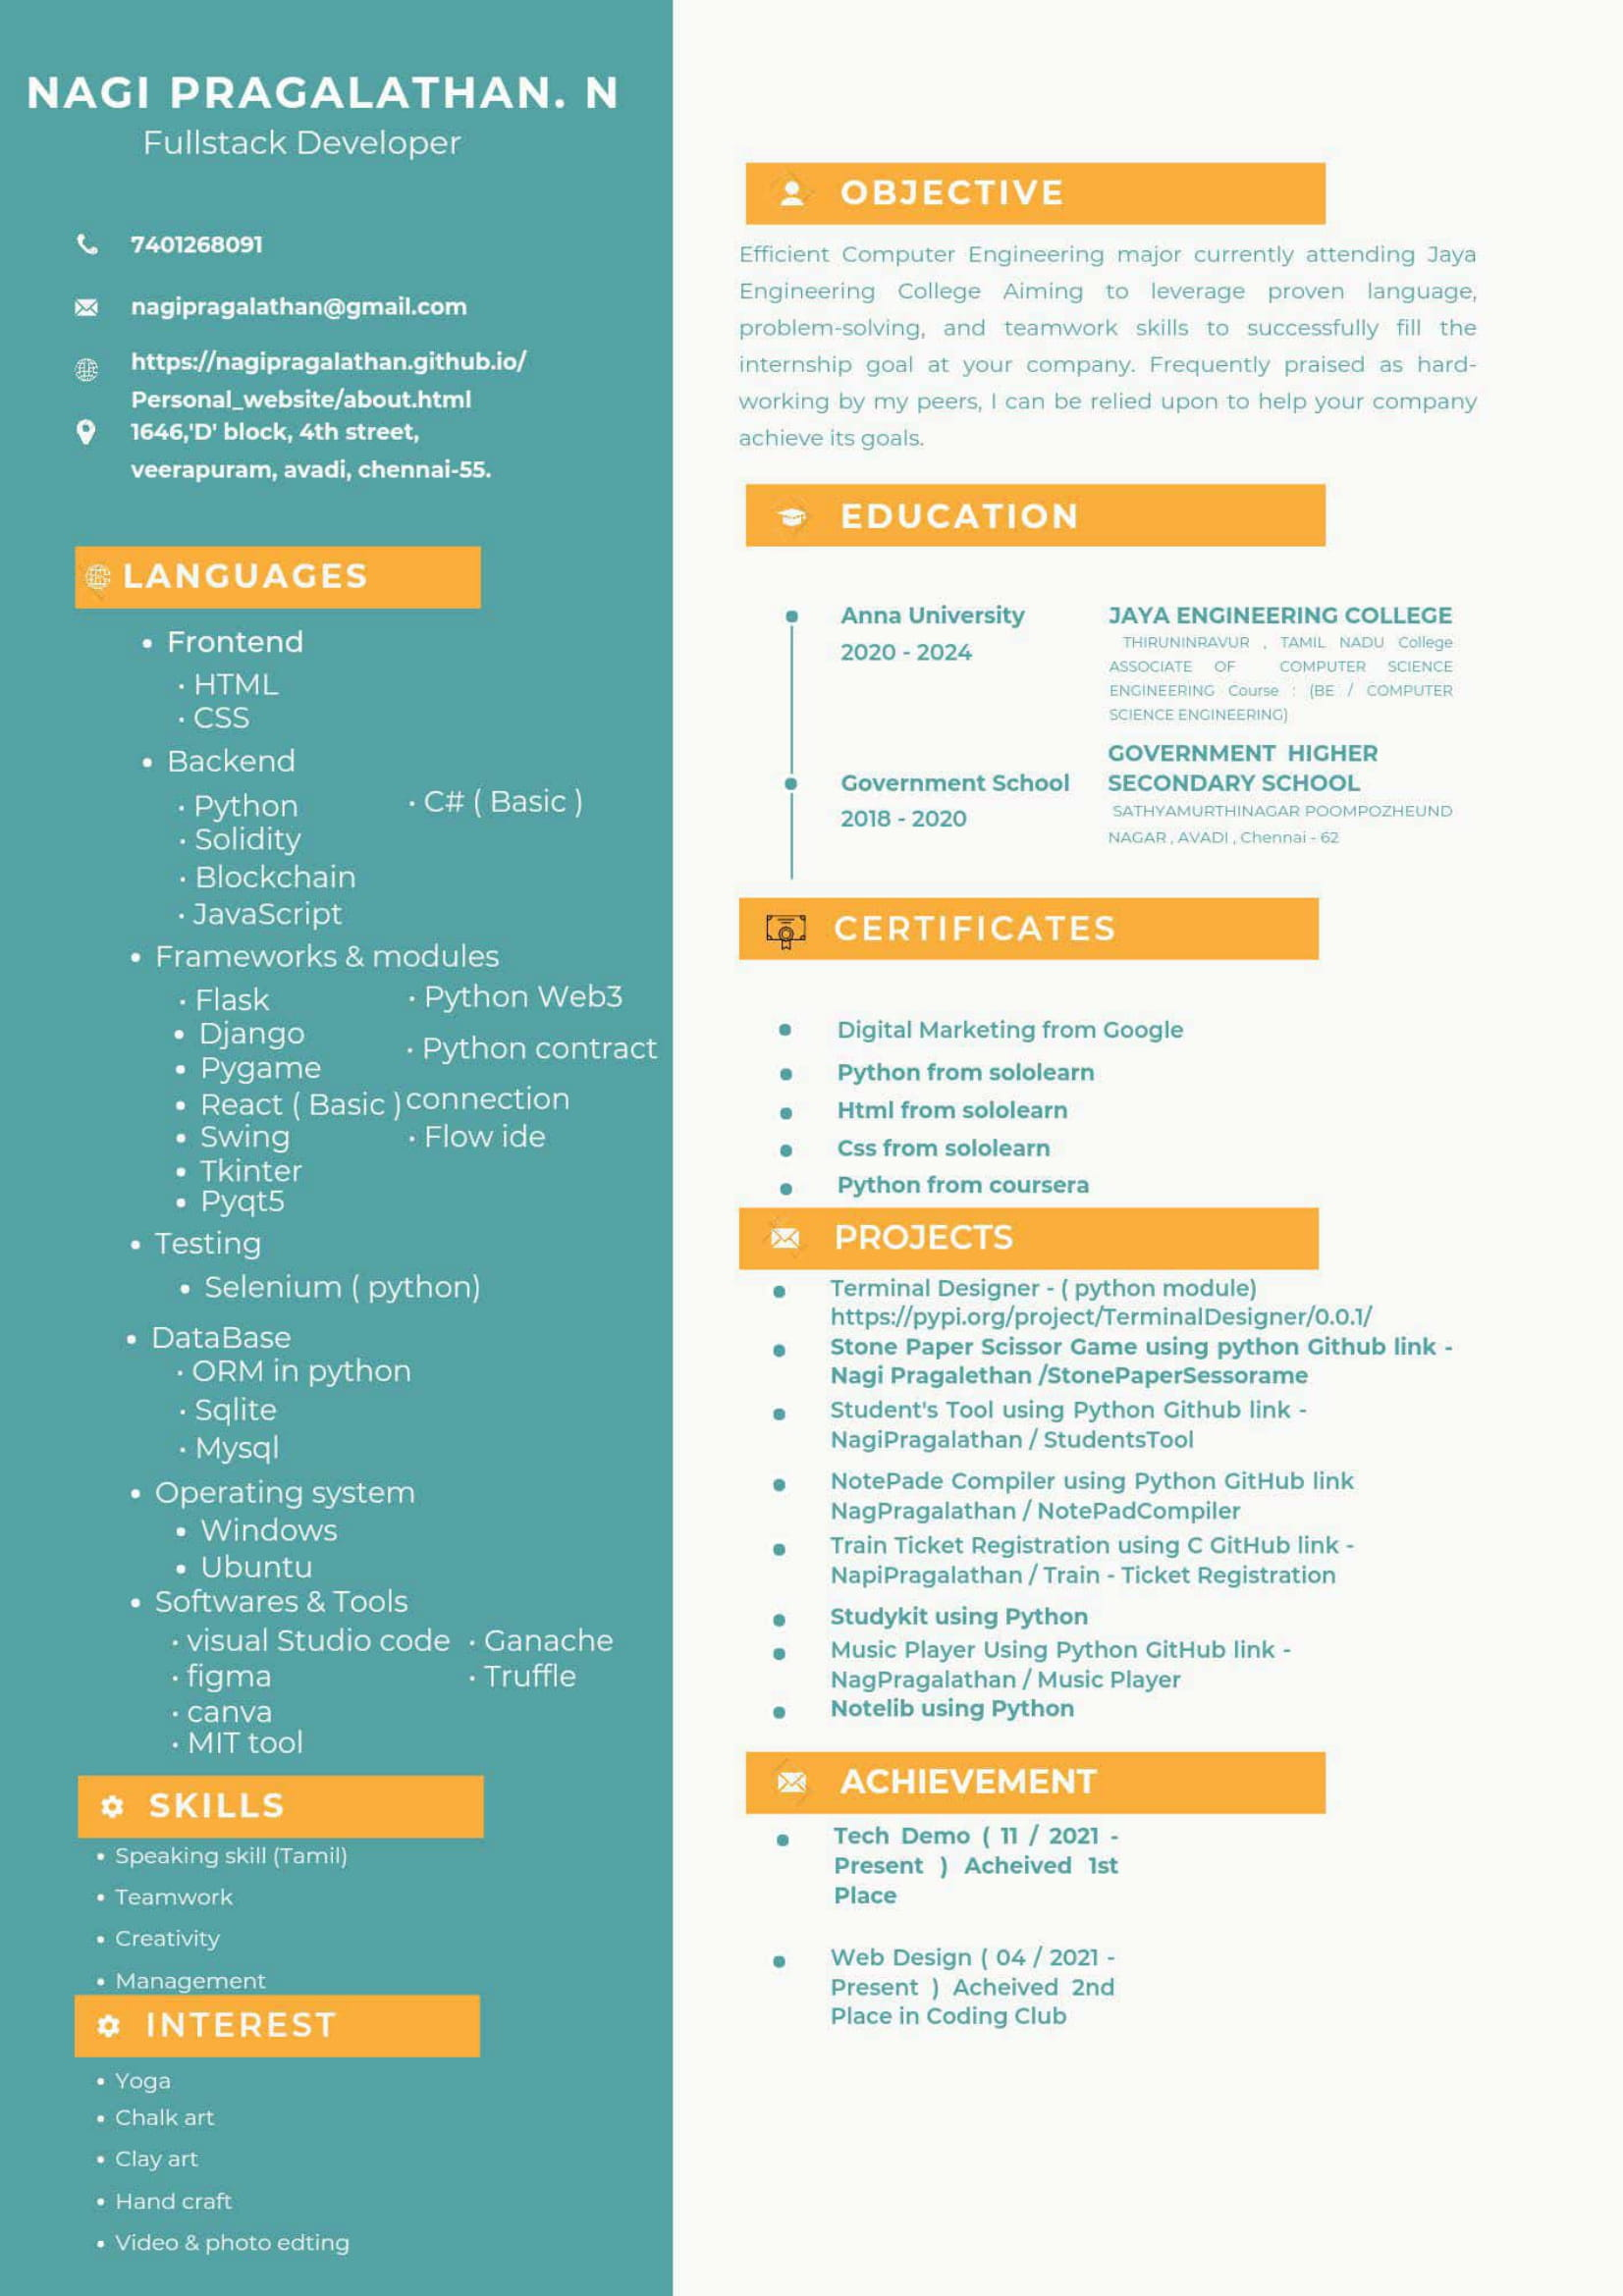 NAGI PRAGALATHAN. N
Fullstack Developer
7401268091
nagipragalathan@gmail.com
https://nagipragalathan.github.io/
Personal_website/about.html
1646,'D' block, 4th street,
veerapuram, avadi, chennai-55.
LANGUAGES
• Frontend
· HTML
· CSS
• Backend
· Python
· C# ( Basic )
· Solidity
· Blockchain
· JavaScript
• Frameworks & modules
· Flask
• Django
• Pygame
• React ( Basic )
• Swing
• Tkinter
• Pyqt5
· Python Web3
· Python contract
connection
· Flow ide
• Testing
• Selenium ( python)
• DataBase
· ORM in python
· Sqlite
· Mysql
• Operating system
• Windows
• Ubuntu
• Softwares & Tools
· visual Studio code
· figma
· canva
· MIT tool
· Ganache
· Truffle
SKILLS
• Speaking skill (Tamil)
• Teamwork
• Creativity
• Management
INTEREST
• Yoga
• Chalk art
• Clay art
• Hand craft
• Video & photo edting
OBJECTIVE
Efficient Computer Engineering major currently attending Jaya
Engineering College Aiming to leverage proven language,
problem-solving, and teamwork skills to successfully fill the
internship goal at your company. Frequently praised as hard-
working by my peers, I can be relied upon to help your company
achieve its goals.
EDUCATION
Anna University
2020 - 2024
JAYA ENGINEERING COLLEGE
THIRUNINRAVUR , TAMIL NADU College
ASSOCIATE OF COMPUTER SCIENCE
ENGINEERING Course : (BE / COMPUTER
SCIENCE ENGINEERING)
Government School
2018 - 2020
GOVERNMENT HIGHER
SECONDARY SCHOOL
SATHYAMURTHINAGAR POOMPOZHEUND
NAGAR , AVADI , Chennai - 62
CERTIFICATES
• Digital Marketing from Google
• Python from sololearn
• Html from sololearn
• Css from sololearn
• Python from coursera
PROJECTS
• Terminal Designer - ( python module)
https://pypi.org/project/TerminalDesigner/0.0.1/
• Stone Paper Scissor Game using python Github link -
Nagi Pragalethan /StonePaperSessorame
• Student's Tool using Python Github link -
NagiPragalathan / StudentsTool
• NotePade Compiler using Python GitHub link
NagPragalathan / NotePadCompiler
• Train Ticket Registration using C GitHub link -
NapiPragalathan / Train - Ticket Registration
• Studykit using Python
• Music Player Using Python GitHub link -
NagPragalathan / Music Player
• Notelib using Python
ACHIEVEMENT
• Tech Demo ( 11 / 2021 -
Present ) Acheived 1st
Place
• Web Design ( 04 / 2021 -
Present ) Acheived 2nd
Place in Coding Club